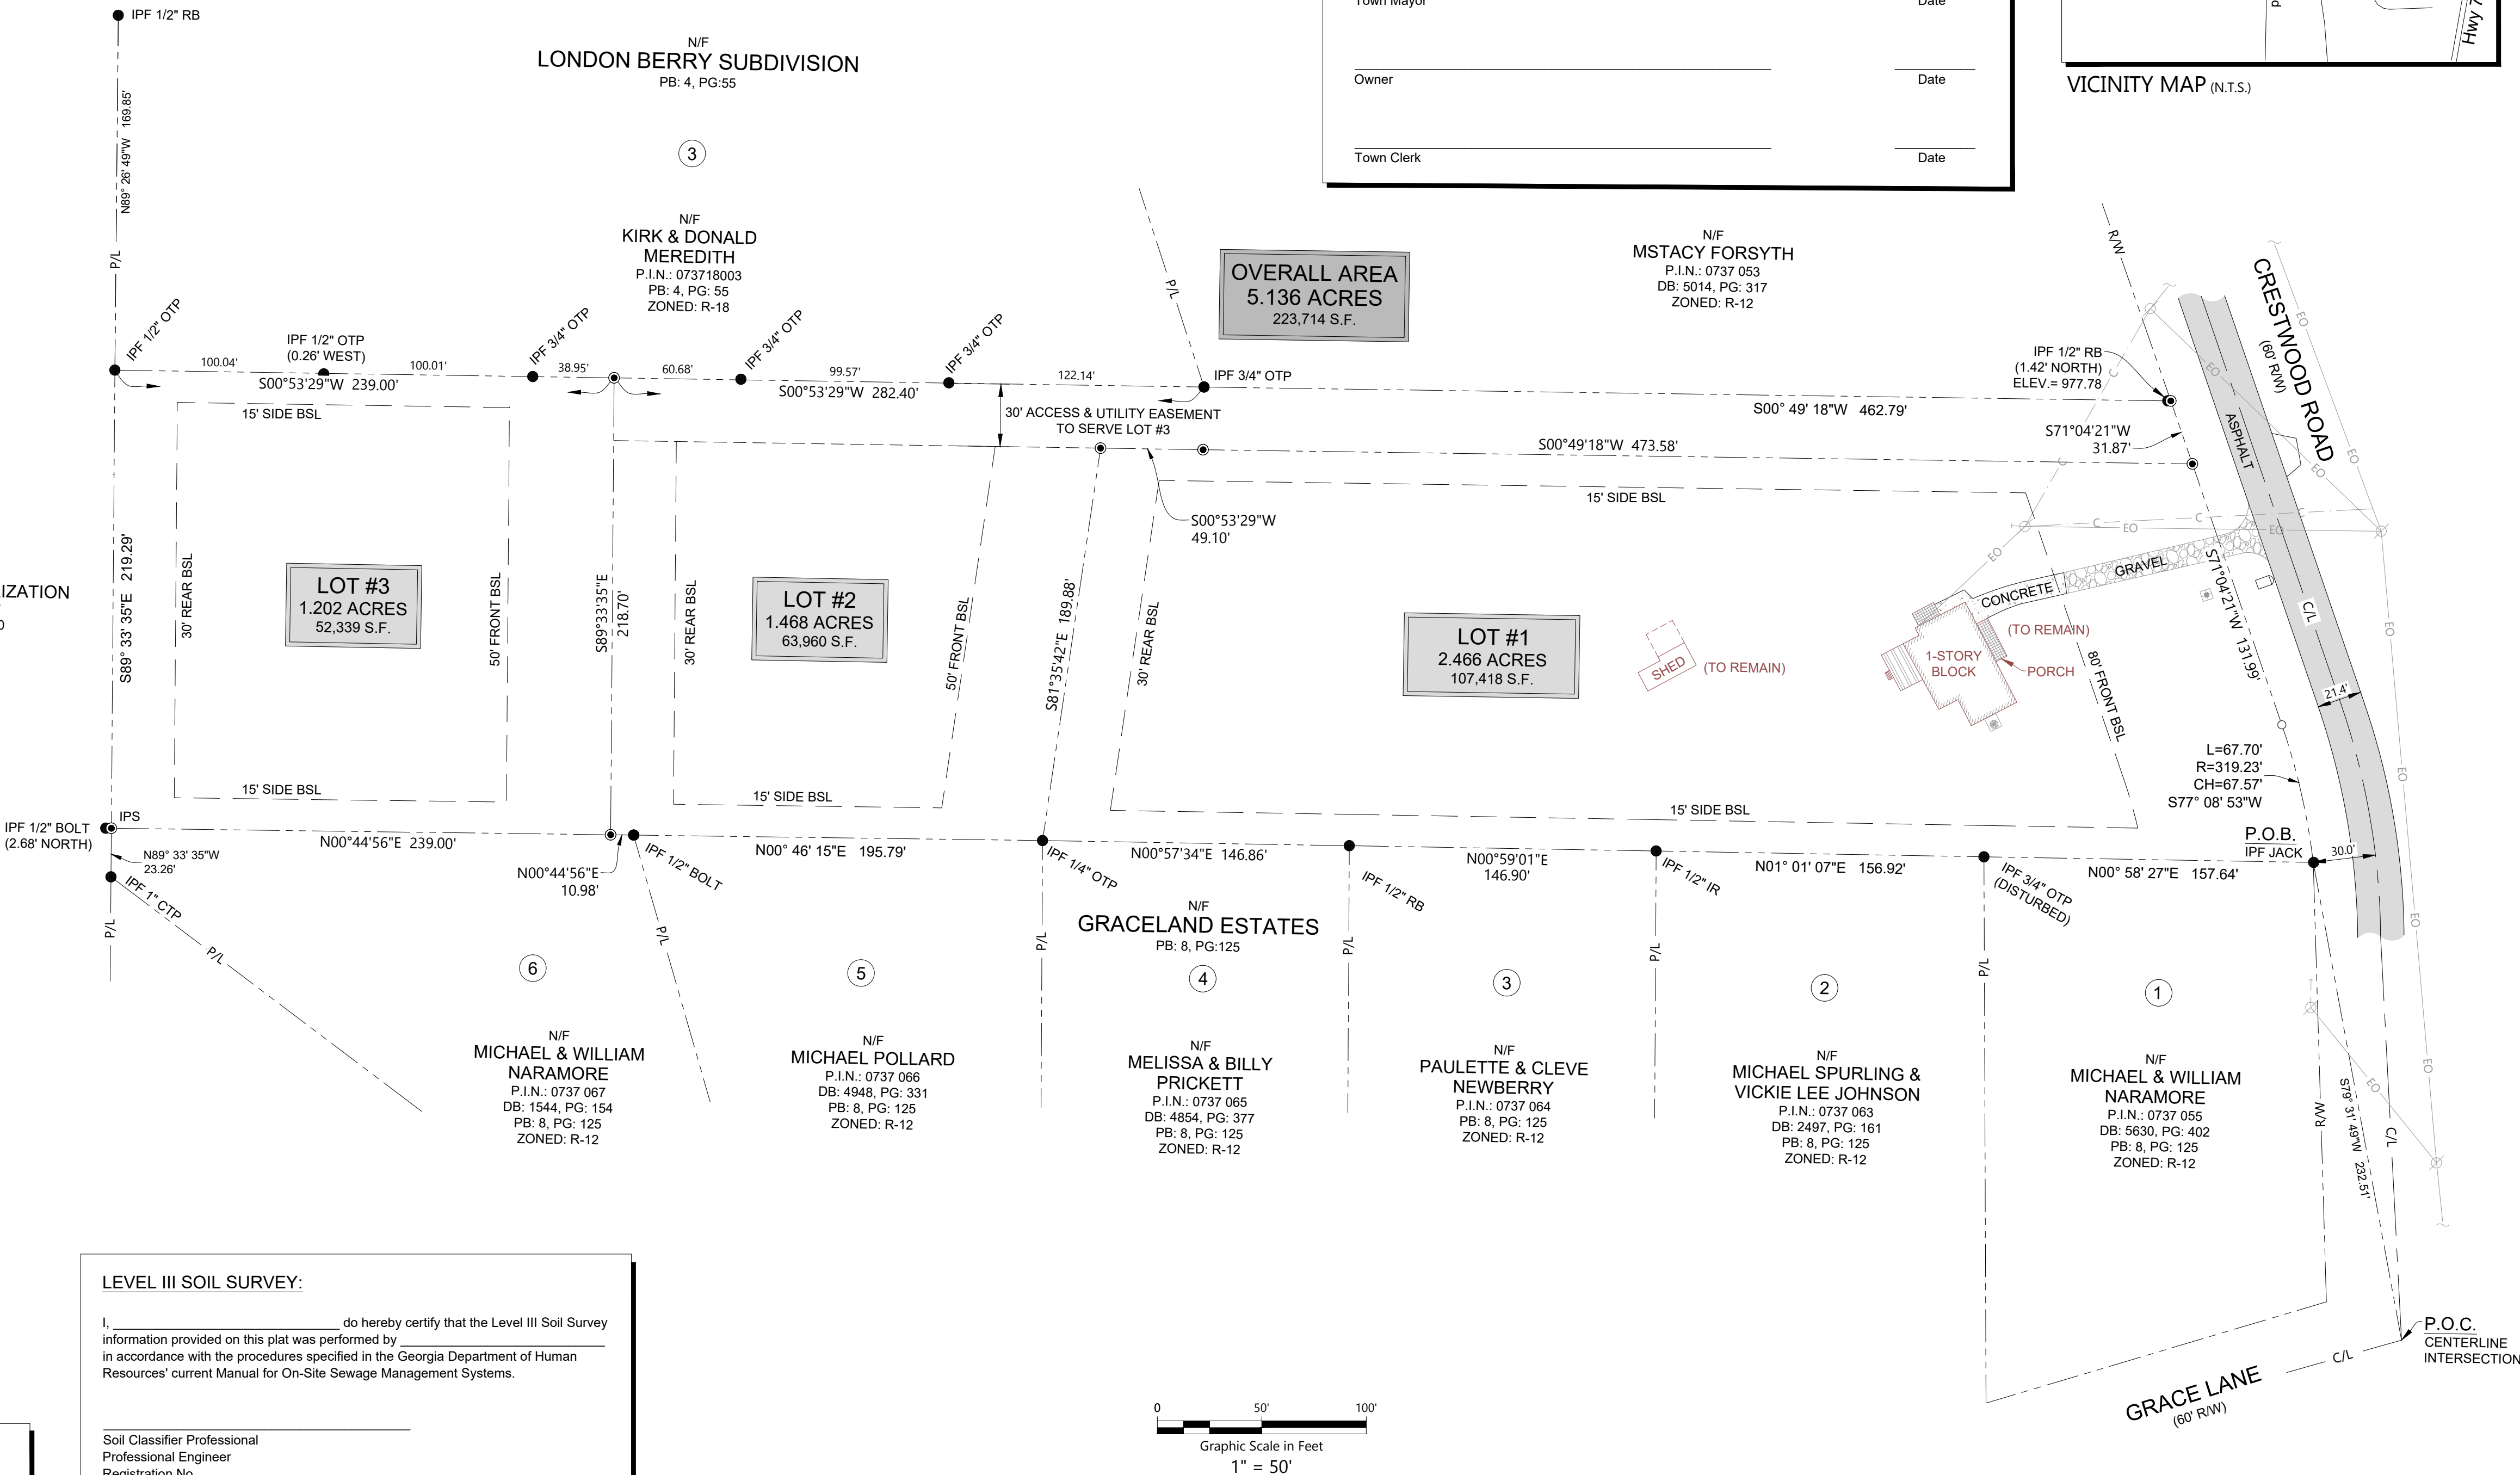 IPF 1/2" RB
N89° 26' 49"W  169.85'
P/L
N/F
LONDON BERRY SUBDIVISION
PB: 4, PG:55
3
N/F
KIRK & DONALD
MEREDITH
P.I.N.: 073718003
PB: 4, PG: 55
ZONED: R-18
Town Mayor
Date
Owner
Date
Town Clerk
Date
Hwy 7
VICINITY MAP (N.T.S.)
P/L
OVERALL AREA
5.136 ACRES
223,714 S.F.
N/F
MSTACY FORSYTH
P.I.N.: 0737 053
DB: 5014, PG: 317
ZONED: R-12
R/W
CRESTWOOD ROAD
(60' R/W)
EO
EO
EO
EO
C
C
IPF 1/2" RB
(1.42' NORTH)
ELEV.= 977.78
ASPHALT
IPF 1/2" OTP
IPF 1/2" OTP
(0.26' WEST)
IPF 3/4" OTP
IPF 3/4" OTP
IPF 3/4" OTP
IPF 3/4" OTP
100.04'
100.01'
38.95'
60.68'
99.57'
122.14'
S00°53'29"W  239.00'
S00°53'29"W  282.40'
S00° 49' 18"W   462.79'
30' ACCESS & UTILITY EASEMENT
TO SERVE LOT #3
S00°49'18"W  473.58'
S71°04'21"W
31.87'
15' SIDE BSL
15' SIDE BSL
S00°53'29"W
49.10'
C
C
C
EO
EO
EO
IZATION
0
S89° 33' 35"E  219.29'
30' REAR BSL
LOT #3
1.202 ACRES
52,339 S.F.
50' FRONT BSL
S89°33'35"E
218.70'
30' REAR BSL
LOT #2
1.468 ACRES
63,960 S.F.
50' FRONT BSL
S81°35'42"E  189.88'
30' REAR BSL
LOT #1
2.466 ACRES
107,418 S.F.
SHED
(TO REMAIN)
1-STORY
BLOCK
(TO REMAIN)
PORCH
CONCRETE
GRAVEL
80' FRONT BSL
S71°04'21"W  131.99'
C/L
21.4'
EO
EO
EO
15' SIDE BSL
15' SIDE BSL
15' SIDE BSL
L=67.70'
R=319.23'
CH=67.57'
S77° 08' 53"W
P.O.B.
IPF JACK
30.0'
IPF 1/2" BOLT
(2.68' NORTH)
IPS
N00°44'56"E  239.00'
N00°44'56"E
10.98'
IPF 1/2" BOLT
N00° 46' 15"E   195.79'
IPF 1/4" OTP
N00°57'34"E  146.86'
IPF 1/2" RB
N00°59'01"E
146.90'
IPF 1/2" IR
N01° 01' 07"E   156.92'
IPF 3/4" OTP
(DISTURBED)
N00° 58' 27"E   157.64'
N89° 33' 35"W
23.26'
IPF 1" CTP
P/L
P/L
P/L
P/L
P/L
P/L
P/L
N/F
GRACELAND ESTATES
PB: 8, PG:125
6
5
4
3
2
1
N/F
MICHAEL & WILLIAM
NARAMORE
P.I.N.: 0737 067
DB: 1544, PG: 154
PB: 8, PG: 125
ZONED: R-12
N/F
MICHAEL POLLARD
P.I.N.: 0737 066
DB: 4948, PG: 331
PB: 8, PG: 125
ZONED: R-12
N/F
MELISSA & BILLY
PRICKETT
P.I.N.: 0737 065
DB: 4854, PG: 377
PB: 8, PG: 125
ZONED: R-12
N/F
PAULETTE & CLEVE
NEWBERRY
P.I.N.: 0737 064
PB: 8, PG: 125
ZONED: R-12
N/F
MICHAEL SPURLING &
VICKIE LEE JOHNSON
P.I.N.: 0737 063
DB: 2497, PG: 161
PB: 8, PG: 125
ZONED: R-12
N/F
MICHAEL & WILLIAM
NARAMORE
P.I.N.: 0737 055
DB: 5630, PG: 402
PB: 8, PG: 125
ZONED: R-12
R/W
S79° 31' 49"W  232.51'
C/L
EO
EO
P.O.C.
CENTERLINE
INTERSECTION
C/L
GRACE LANE
(60' R/W)
LEVEL III SOIL SURVEY:
I, ______________________________ do hereby certify that the Level III Soil Survey
information provided on this plat was performed by ___________________________
in accordance with the procedures specified in the Georgia Department of Human
Resources' current Manual for On-Site Sewage Management Systems.
Soil Classifier Professional
Professional Engineer
Registration No.
0
50'
100'
Graphic Scale in Feet
1" = 50'